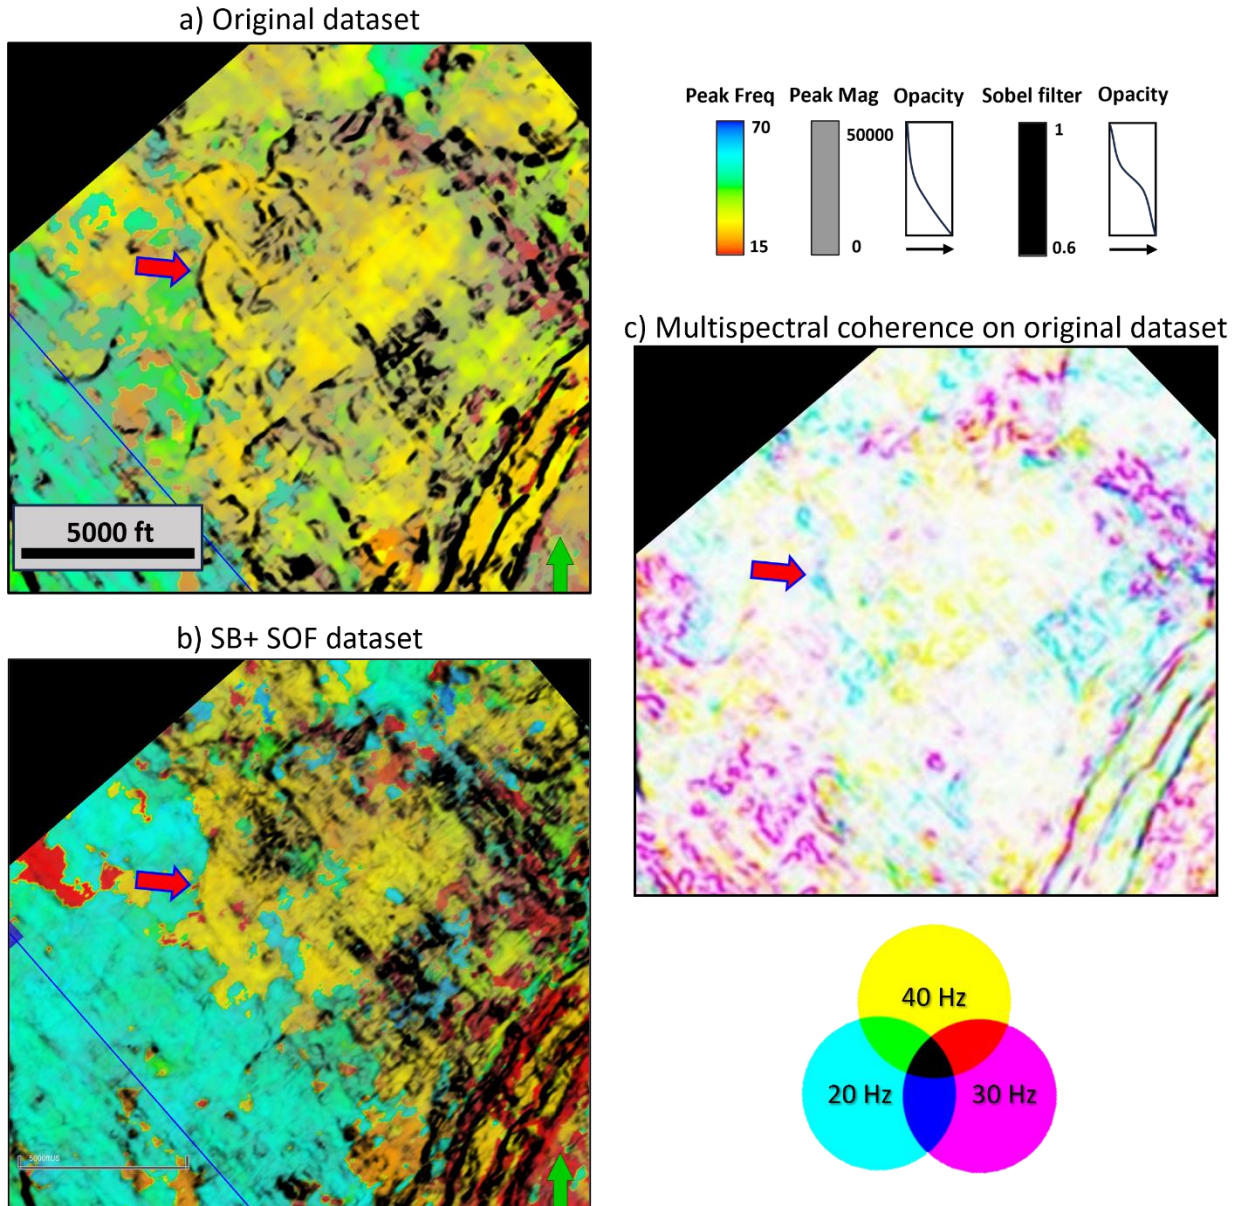 a) Original dataset
Peak Freq Peak Mag Opacity Sobel filter Opacity
70 50000 1
15 0 0.6
5000 ft
c) Multispectral coherence on original dataset
b) SB+ SOF dataset
5000ftUS
40 Hz
20 Hz 30 Hz